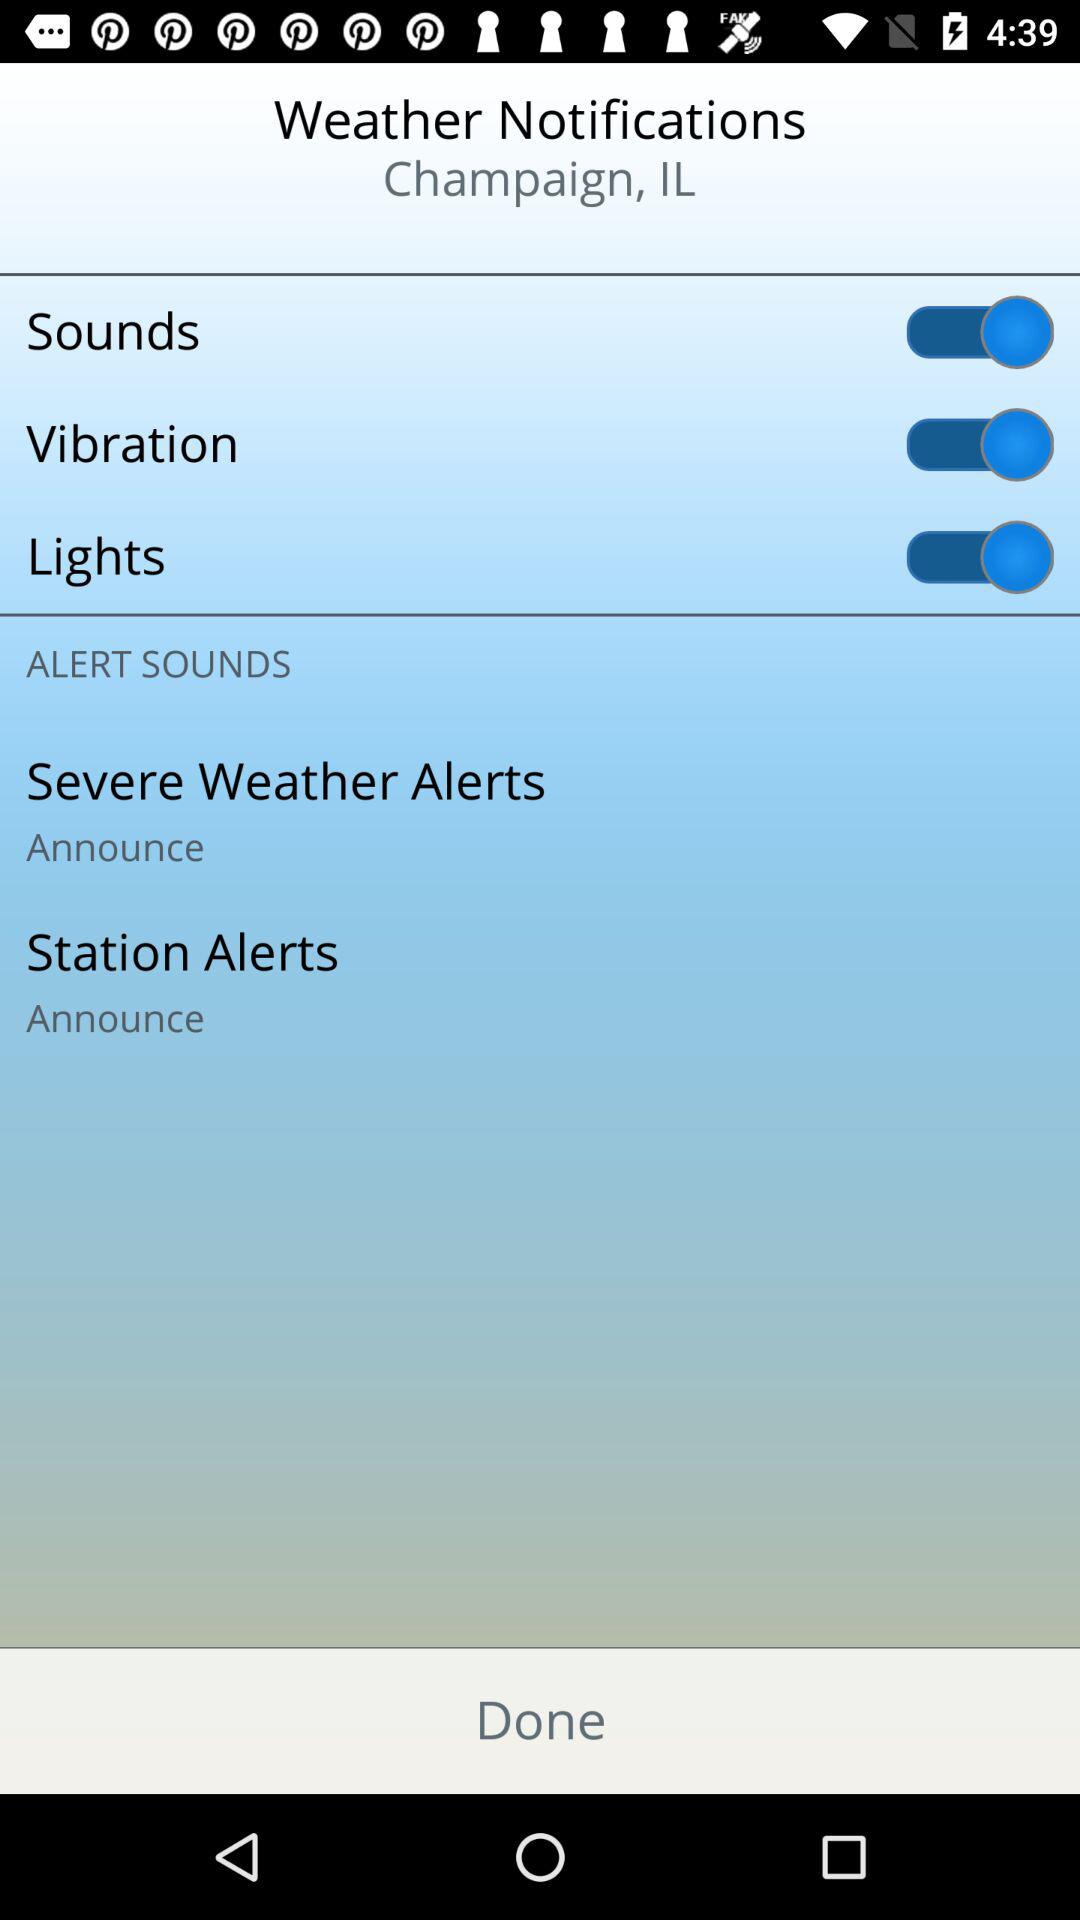 FAKE
4:39
Weather Notifications
Champaign, IL
Sounds
Vibration
Lights
ALERT SOUNDS
Severe Weather Alerts
Announce
Station Alerts
Announce
Done